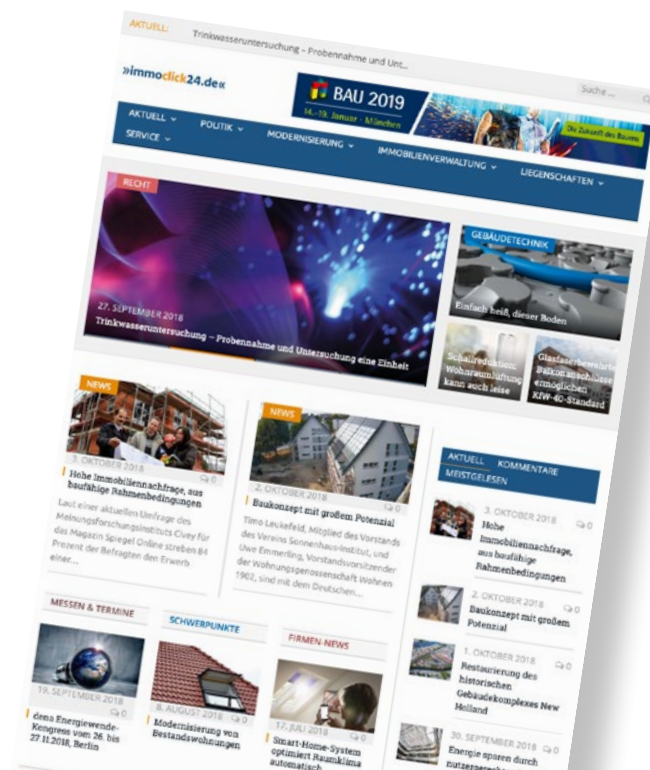 AKTUELL:
Trinkwasseruntersuchung – Probennahme und Unt...
Suche ...
»immoclick24.de«
BAU 2019
14.–19. Januar · München
Die Zukunft des Bauens
AKTUELL
POLITIK
MODERNISIERUNG
IMMOBILIENVERWALTUNG
LIEGENSCHAFTEN
SERVICE
RECHT
27. SEPTEMBER 2018
Trinkwasseruntersuchung – Probennahme und Untersuchung eine Einheit
GEBÄUDETECHNIK
Einfach heiß, dieser Boden
Schallreduktion:
Wohnraumlüftung
kann auch leise
Glasfaserbewehrte
Balkonanschlüsse
ermöglichen
KfW-40-Standard
NEWS
3. OKTOBER 2018
0
Hohe Immobiliennachfrage, aus
baufähige Rahmenbedingungen
Laut einer aktuellen Umfrage des
Meinungsforschungsinstituts Civey für
das Magazin Spiegel Online streben 84
Prozent der Befragten den Erwerb
einer...
NEWS
2. OKTOBER 2018
0
Baukonzept mit großem Potenzial
Timo Leukefeld, Mitglied des Vorstands
des Vereins Sonnenhaus-Institut, und
Uwe Emmerling, Vorstandsvorsitzender
der Wohnungsgenossenschaft Wohnen
1902, sind mit dem Deutschen...
AKTUELL
KOMMENTARE
MEISTGELESEN
3. OKTOBER 2018
0
Hohe
Immobiliennachfrage,
aus baufähige
Rahmenbedingungen
2. OKTOBER 2018
0
Baukonzept mit großem
Potenzial
1. OKTOBER 2018
0
Restaurierung des
historischen
Gebäudekomplexes New
Holland
30. SEPTEMBER 2018
0
Energie sparen durch
MESSEN & TERMINE
19. SEPTEMBER 2018
0
dena Energiewende-
Kongress vom 26. bis
27.11.2018, Berlin
SCHWERPUNKTE
8. AUGUST 2018
0
Modernisierung von
Bestandswohnungen
FIRMEN-NEWS
17. JULI 2018
0
Smart-Home-System
optimiert Raumklima
automatisch